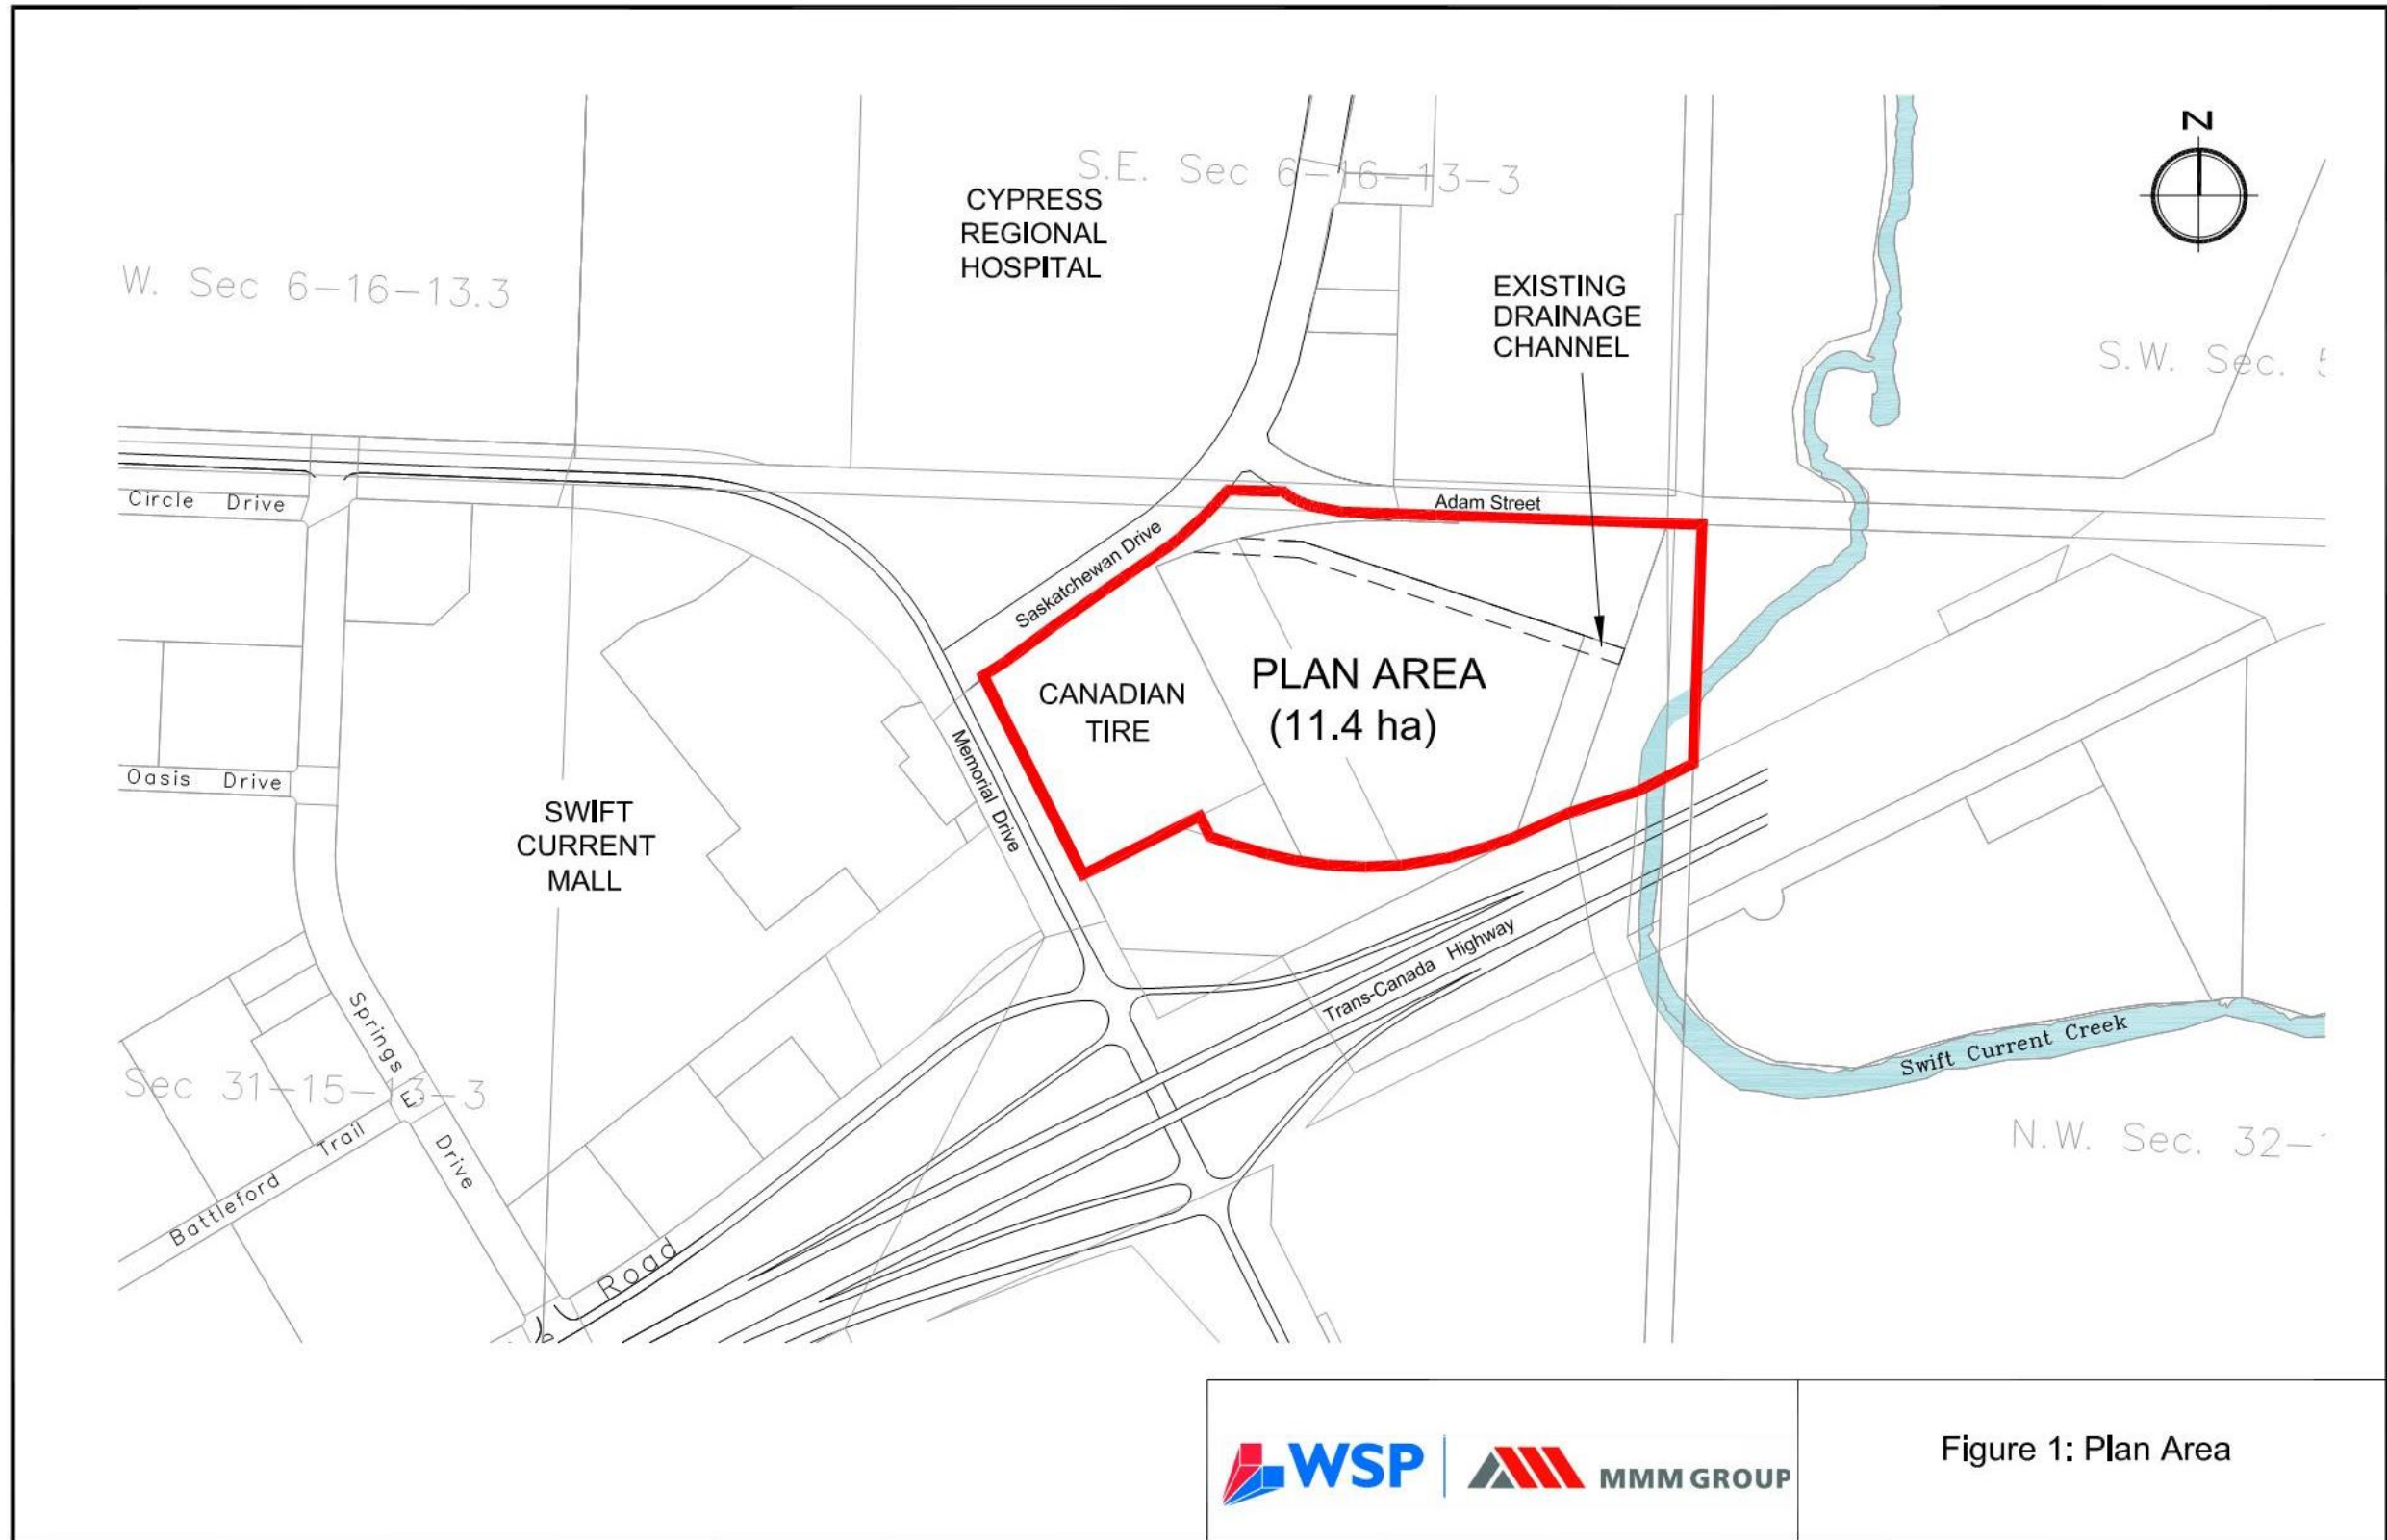 N
S.E. Sec 6-16-13-3
CYPRESS
REGIONAL
HOSPITAL
W. Sec 6-16-13.3
EXISTING
DRAINAGE
CHANNEL
S.W. Sec.
Circle Drive
Adam Street
Saskatchewan Drive
PLAN AREA
(11.4 ha)
CANADIAN
TIRE
Memorial Drive
Oasis Drive
SWIFT
CURRENT
MALL
Trans-Canada Highway
Springs E. Drive
Swift Current Creek
Sec 31-15-13-3
Battleford Trail
N.W. Sec. 32-
Road
WSP
MMM GROUP
Figure 1: Plan Area